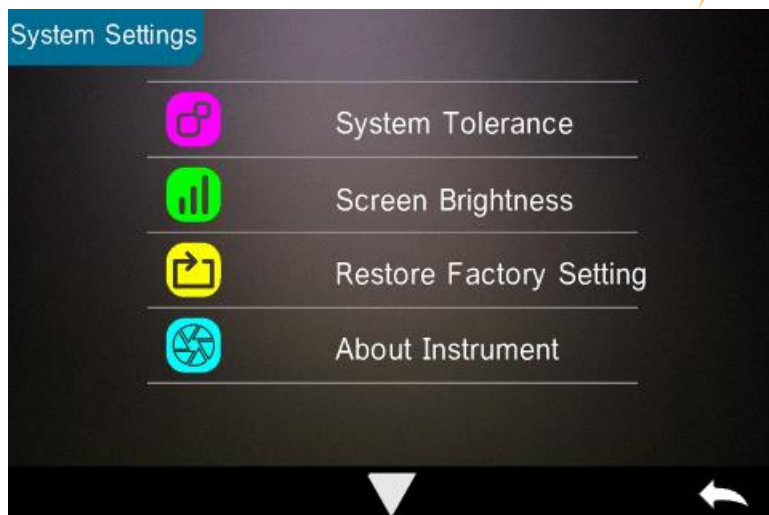 System Settings
System Tolerance
Screen Brightness
Restore Factory Setting
About Instrument